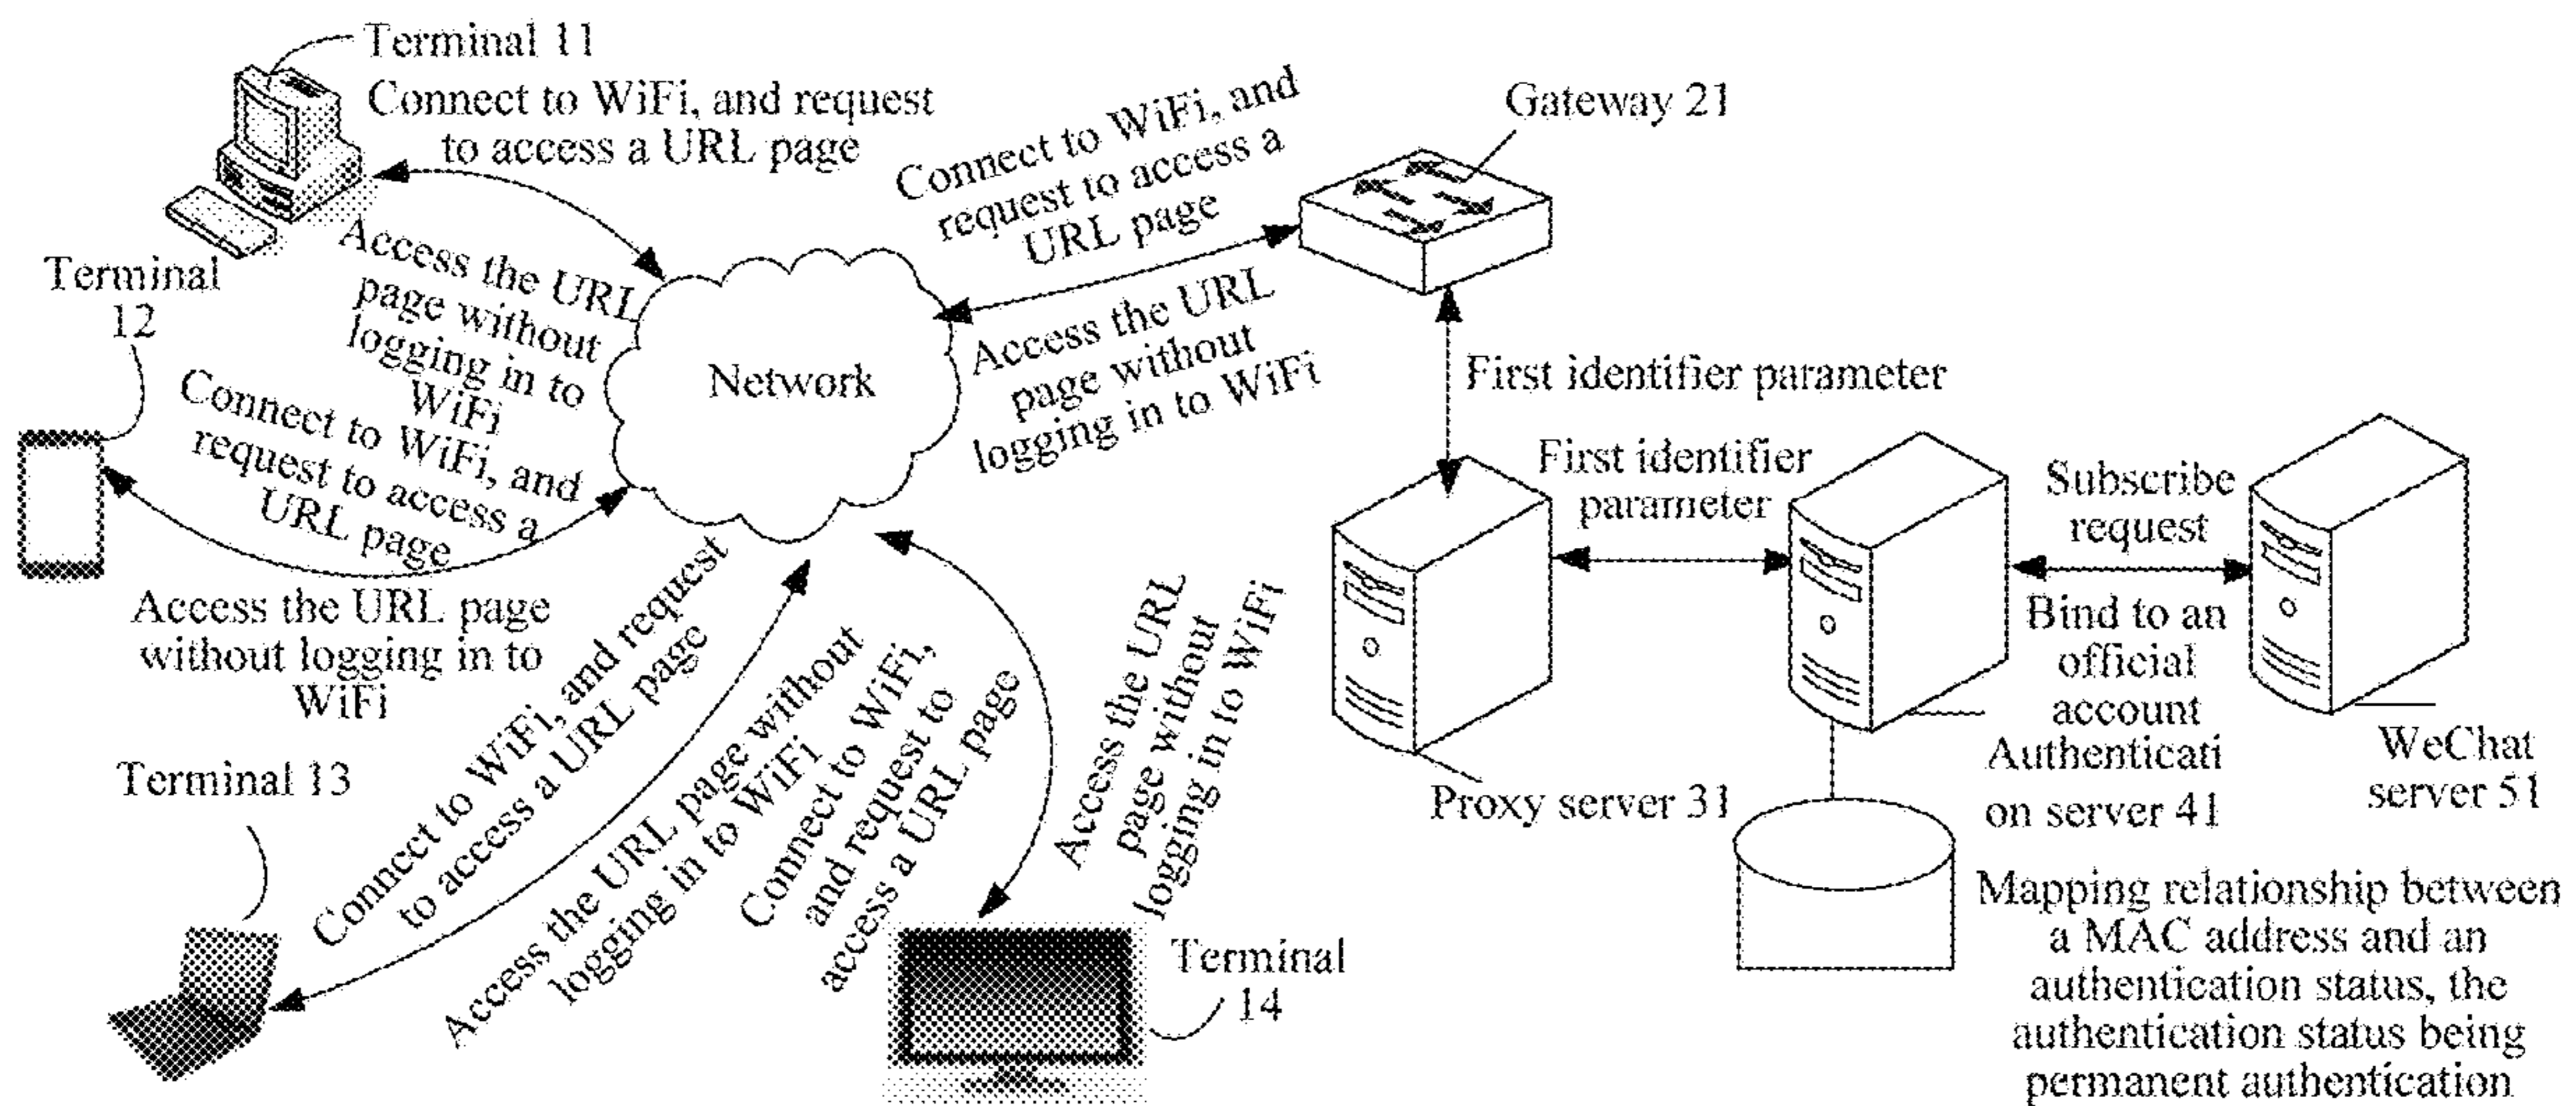 Terminal 11
Connect to WiFi, and request
to access a URL page
Access the URL
page without
logging in to
WiFi
Terminal
12
Connect to WiFi, and
request to access a
URL page
Access the URL page
without logging in to
WiFi
Terminal 13
Connect to WiFi, and request
to access a URL page
Access the URL page without
logging in to WiFi
Connect to WiFi,
and request to
access a URL page
Access the URL
page without
logging in to WiFi
Terminal
14
Network
Connect to WiFi, and
request to access a
URL page
Access the URL
page without
logging in to WiFi
Gateway 21
First identifier parameter
First identifier
parameter
Proxy server 31
Subscribe
request
Bind to an
official
account
Authenticati
on server 41
WeChat
server 51
Mapping relationship between
a MAC address and an
authentication status, the
authentication status being
permanent authentication